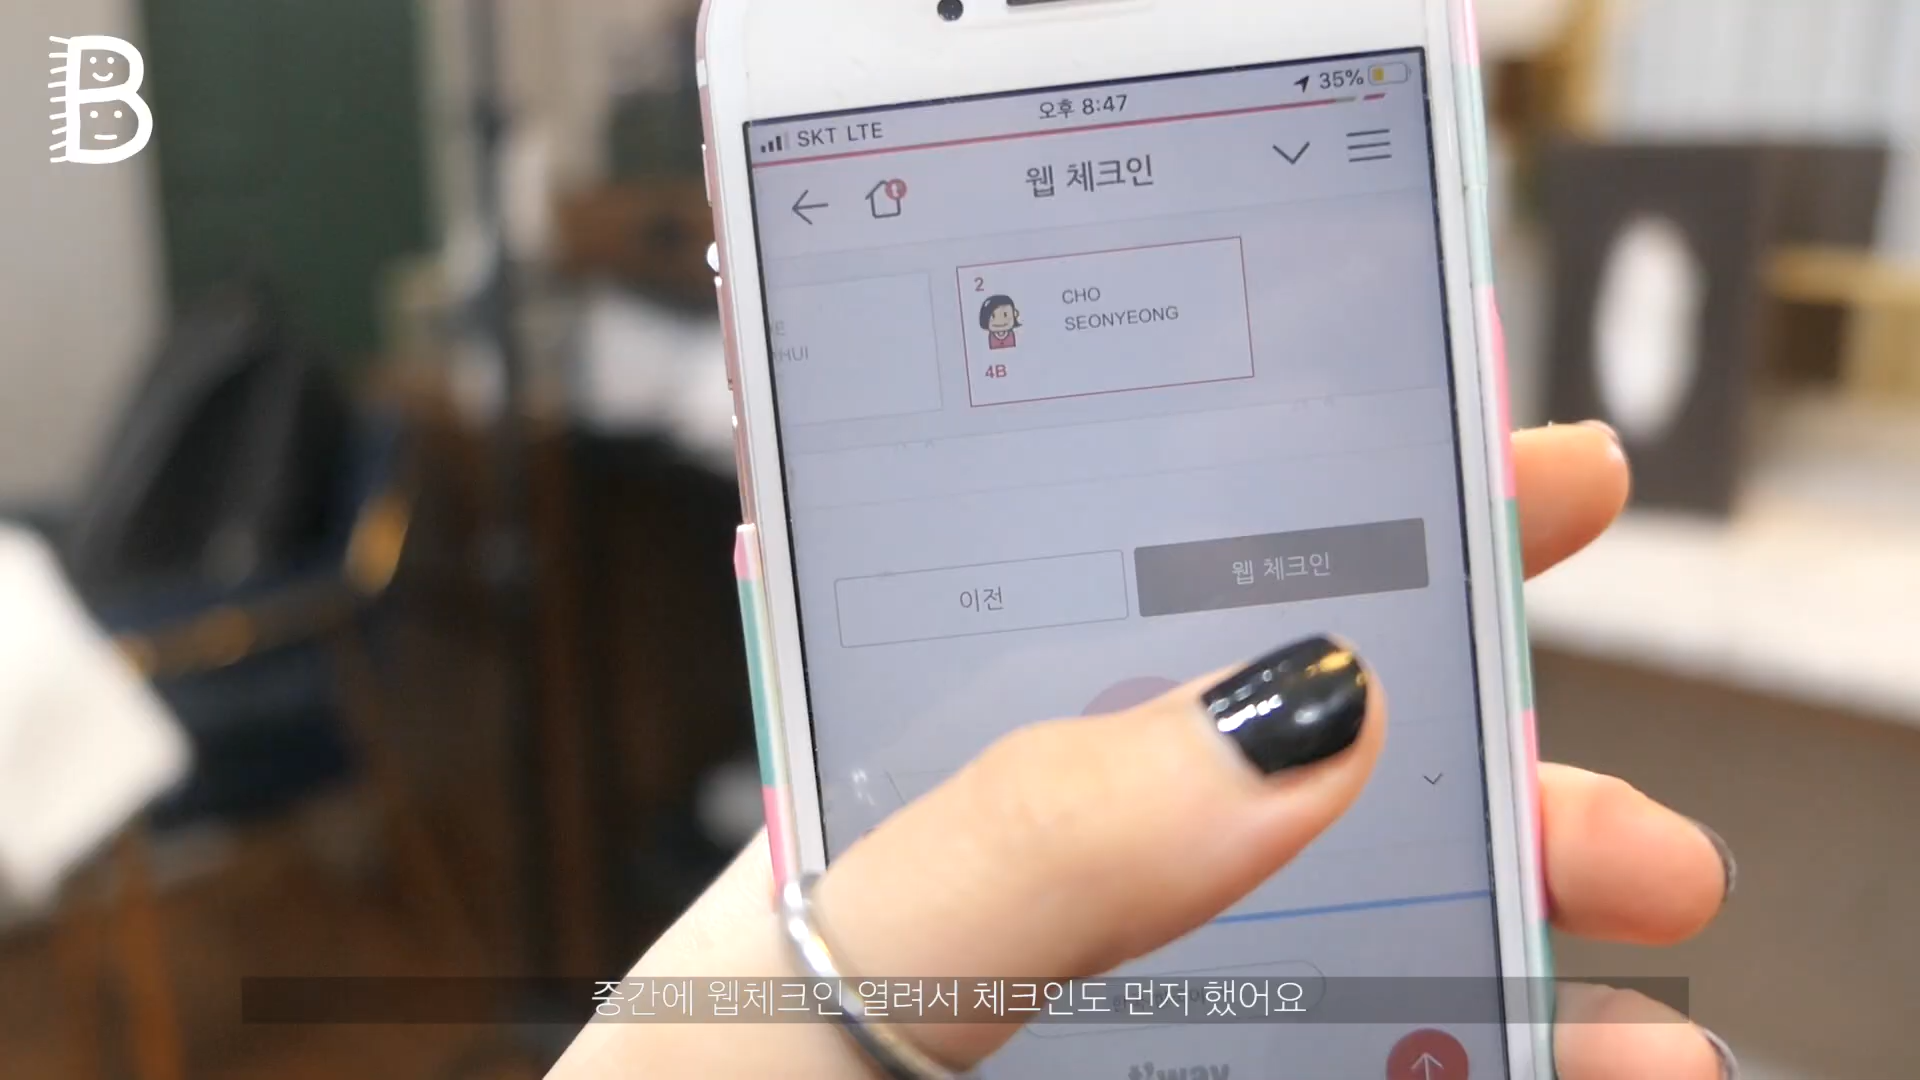 B
SKT LTE
오후 8:47
35%
웹 체크인
2
CHO
SEONYEONG
4B
HUI
이전
웹 체크인
중간에 웹체크인 열려서 체크인도 먼저 했어요
t'way